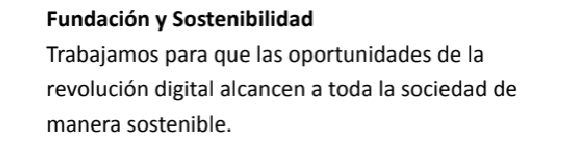 Fundación y Sostenibilidad
Trabajamos para que las oportunidades de la
revolución digital alcancen a toda la sociedad de
manera sostenible.